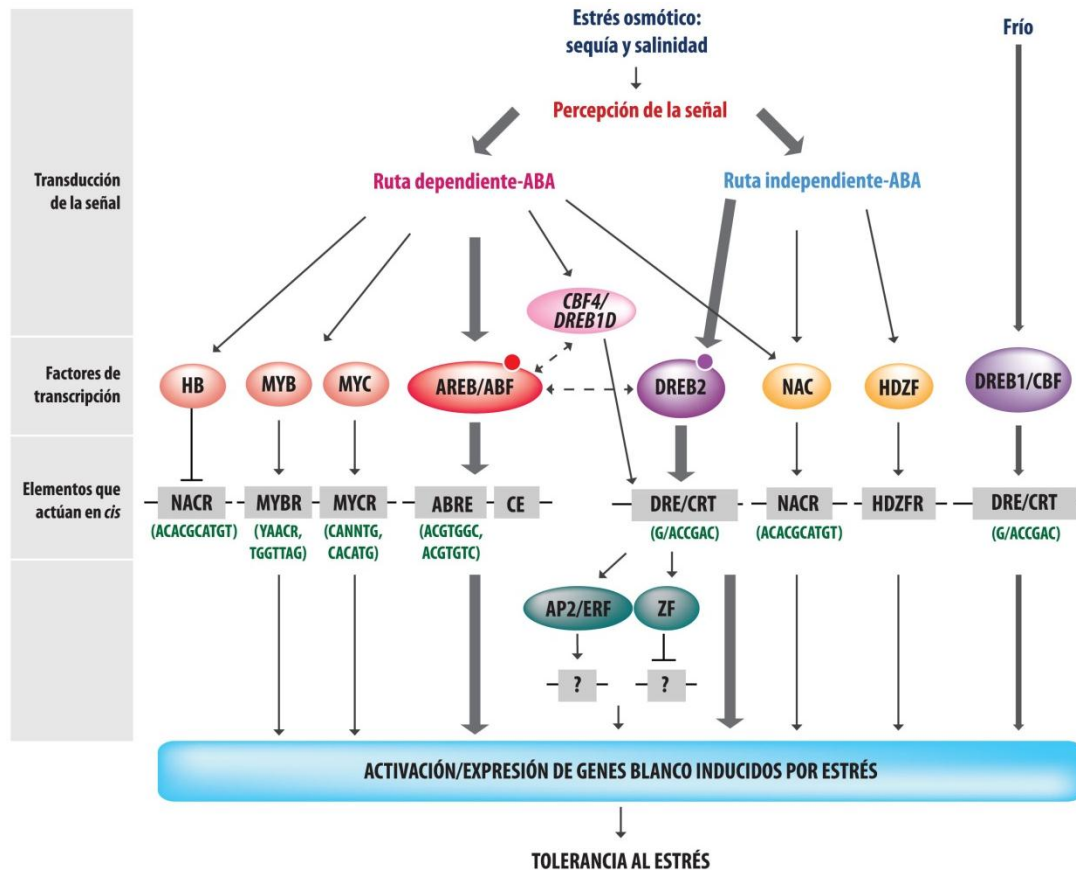 Estrés osmótico:
sequía y salinidad
Frío
Percepción de la señal
Transducción
de la señal
Ruta dependiente-ABA
Ruta independiente-ABA
CBF4/
DREB1D
Factores de
transcripción
HB
MYB
MYC
AREB/ABF
DREB2
NAC
HDZF
DREB1/CBF
Elementos que
actúan en cis
NACR
(ACACGCATGT)
MYBR
(YAACR,
TGGTTAG)
MYCR
(CANNTG,
CACATG)
ABRE
(ACGTGGC,
ACGTGTC)
CE
DRE/CRT
(G/ACCGAC)
NACR
(ACACGCATGT)
HDZFR
DRE/CRT
(G/ACCGAC)
AP2/ERF
ZF
?
?
ACTIVACIÓN/EXPRESIÓN DE GENES BLANCO INDUCIDOS POR ESTRÉS
TOLERANCIA AL ESTRÉS